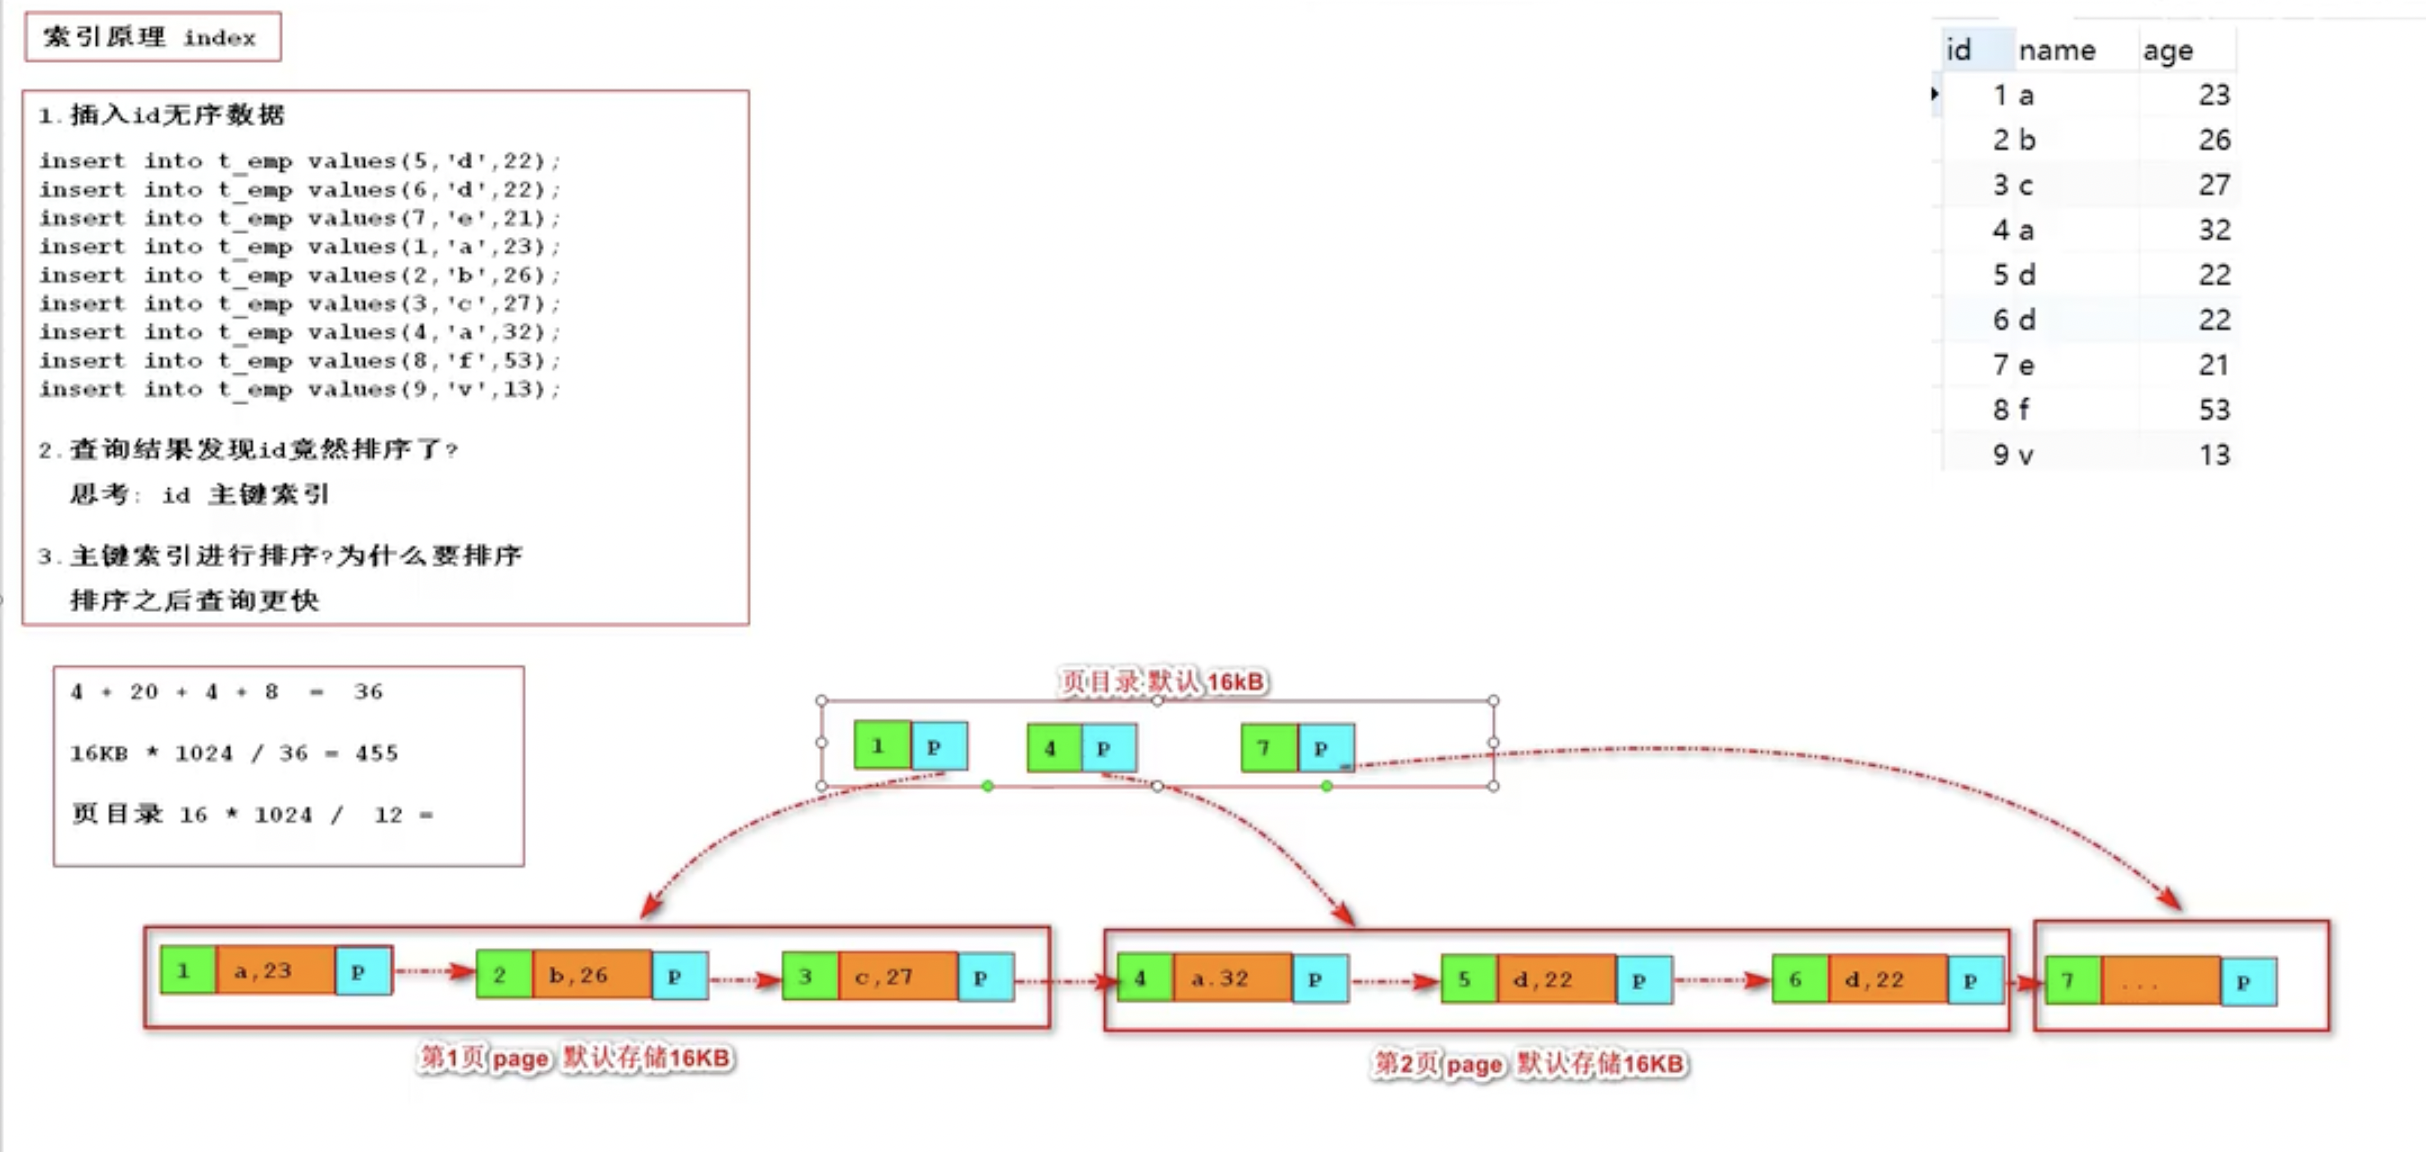 索引原理 index
1.插入id无序数据
insert into t_emp values(5,'d',22);
insert into t_emp values(6,'d',22);
insert into t_emp values(7,'e',21);
insert into t_emp values(1,'a',23);
insert into t_emp values(2,'b',26);
insert into t_emp values(3,'c',27);
insert into t_emp values(4,'a',32);
insert into t_emp values(8,'f',53);
insert into t_emp values(9,'v',13);
2.查询结果发现id竟然排序了?
思考: id 主键索引
3.主键索引进行排序?为什么要排序
排序之后查询更快
id name age
1 a 23
2 b 26
3 c 27
4 a 32
5 d 22
6 d 22
7 e 21
8 f 53
9 v 13
4 + 20 + 4 + 8 = 36
16KB * 1024 / 36 = 455
页目录 16 * 1024 / 12 =
页目录 默认 16kB
1 P 4 P 7 P
1 a,23 P 2 b,26 P 3 c,27 P 4 a.32 P 5 d,22 P 6 d,22 P 7 ... P
第1页 page 默认存储16KB
第2页 page 默认存储16KB